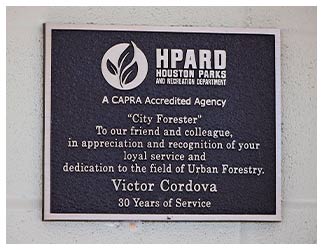 HPARD
HOUSTON PARKS
AND RECREATION DEPARTMENT
A CAPRA Accredited Agency
“City Forester”
To our friend and colleague,
in appreciation and recognition of your
loyal service and
dedication to the field of Urban Forestry.
Victor Cordova
30 Years of Service